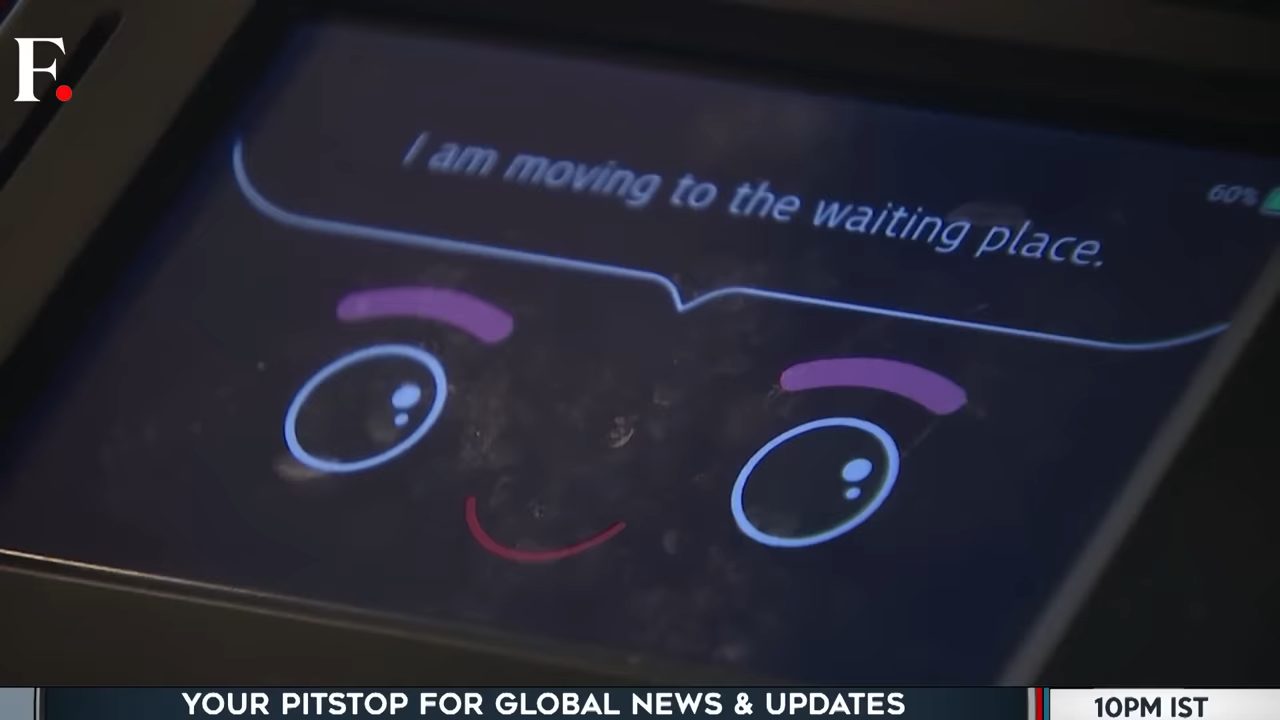 F.
I am moving to the waiting place.
60%
YOUR PITSTOP FOR GLOBAL NEWS & UPDATES
10PM IST